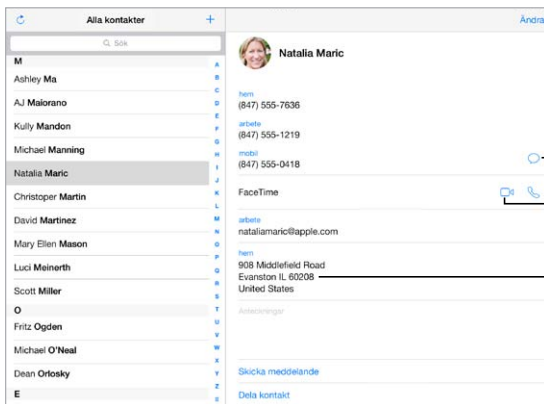 Alla kontakter
+
Sök
M
Ashley Ma
AJ Maiorano
Kully Mandon
Michael Manning
Natalia Maric
Christoper Martin
David Martinez
Mary Ellen Mason
Luci Meinerth
Scott Miller
O
Fritz Ogden
Michael O'Neal
Dean Orlosky
E
A
B
C
D
E
F
G
H
I
J
K
L
M
N
O
P
Q
R
S
T
U
V
W
X
Y
Z
#
Ändra
Natalia Maric
hem
(847) 555-7636
arbete
(847) 555-1219
mobil
(847) 555-0418
FaceTime
arbete
nataliamaric@apple.com
hem
908 Middlefield Road
Evanston IL 60208
United States
Anteckningar
Skicka meddelande
Dela kontakt